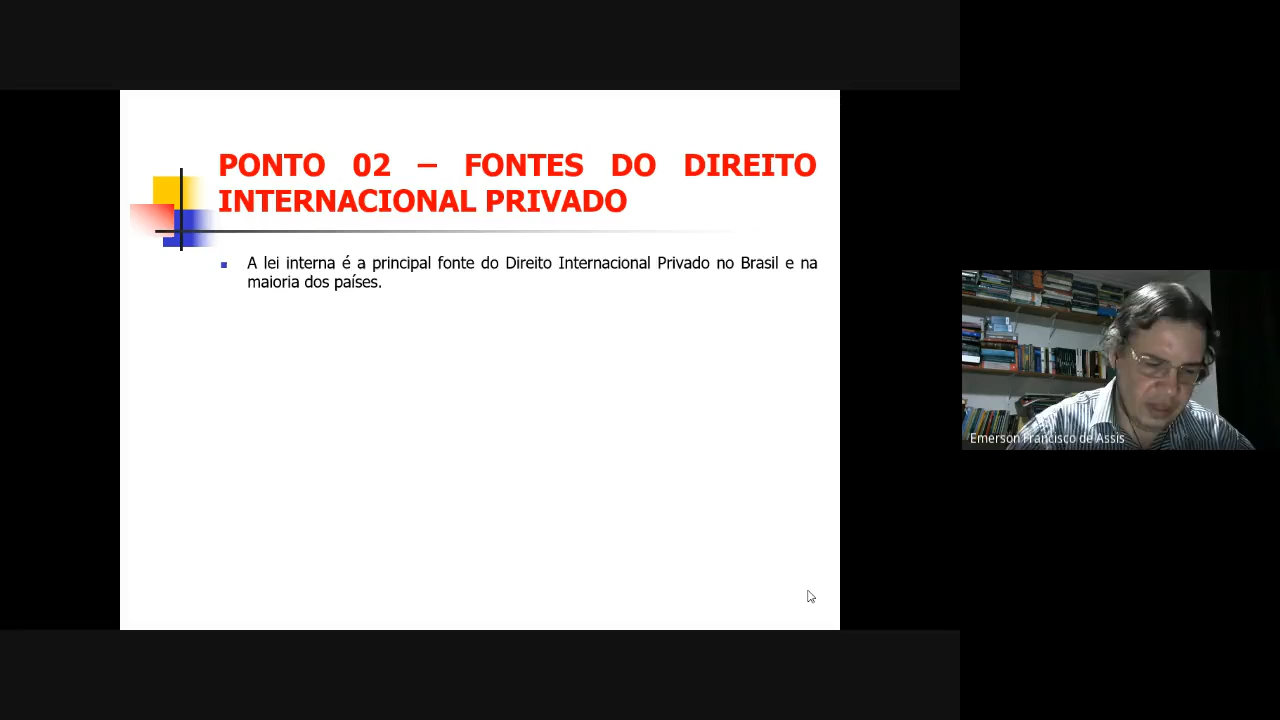 PONTO 02 – FONTES DO DIREITO
INTERNACIONAL PRIVADO
A lei interna é a principal fonte do Direito Internacional Privado no Brasil e na
maioria dos países.
Emerson Francisco de Assis